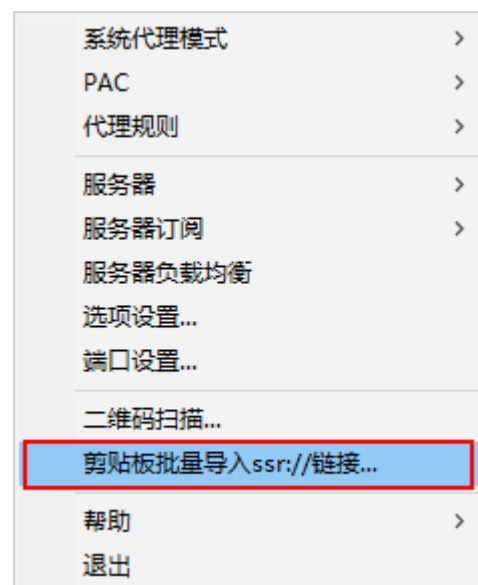 系统代理模式
PAC
代理规则
服务器
服务器订阅
服务器负载均衡
选项设置...
端口设置...
二维码扫描...
剪贴板批量导入ssr://链接...
帮助
退出